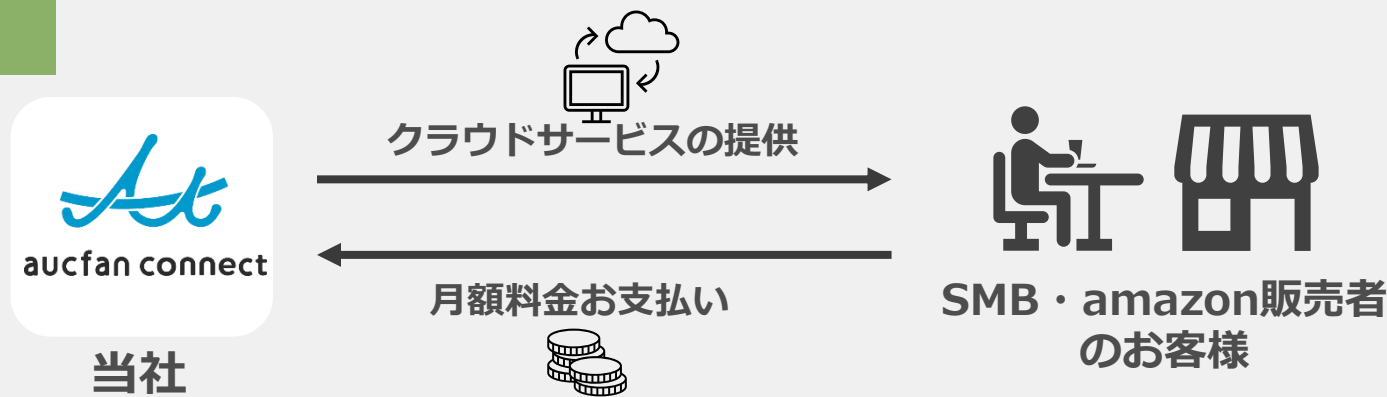 クラウドサービスの提供
aucfan connect
月額料金お支払い
当社
SMB・amazon販売者
のお客様